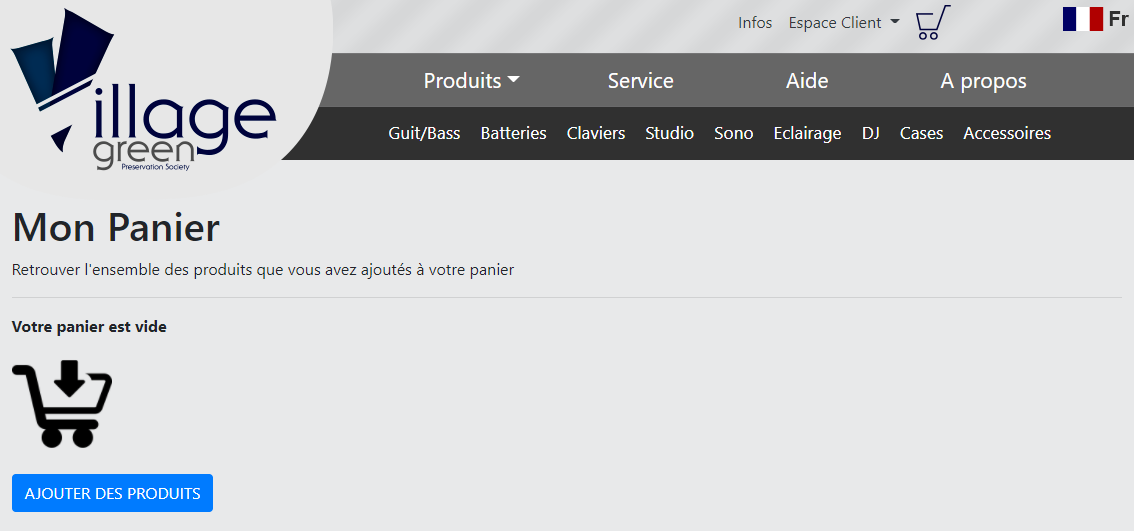 Infos Espace Client Fr
Village
green
Preservation Society
Produits Service Aide A propos
Guit/Bass Batteries Claviers Studio Sono Eclairage DJ Cases Accessoires
Mon Panier
Retrouver l'ensemble des produits que vous avez ajoutés à votre panier
Votre panier est vide
AJOUTER DES PRODUITS